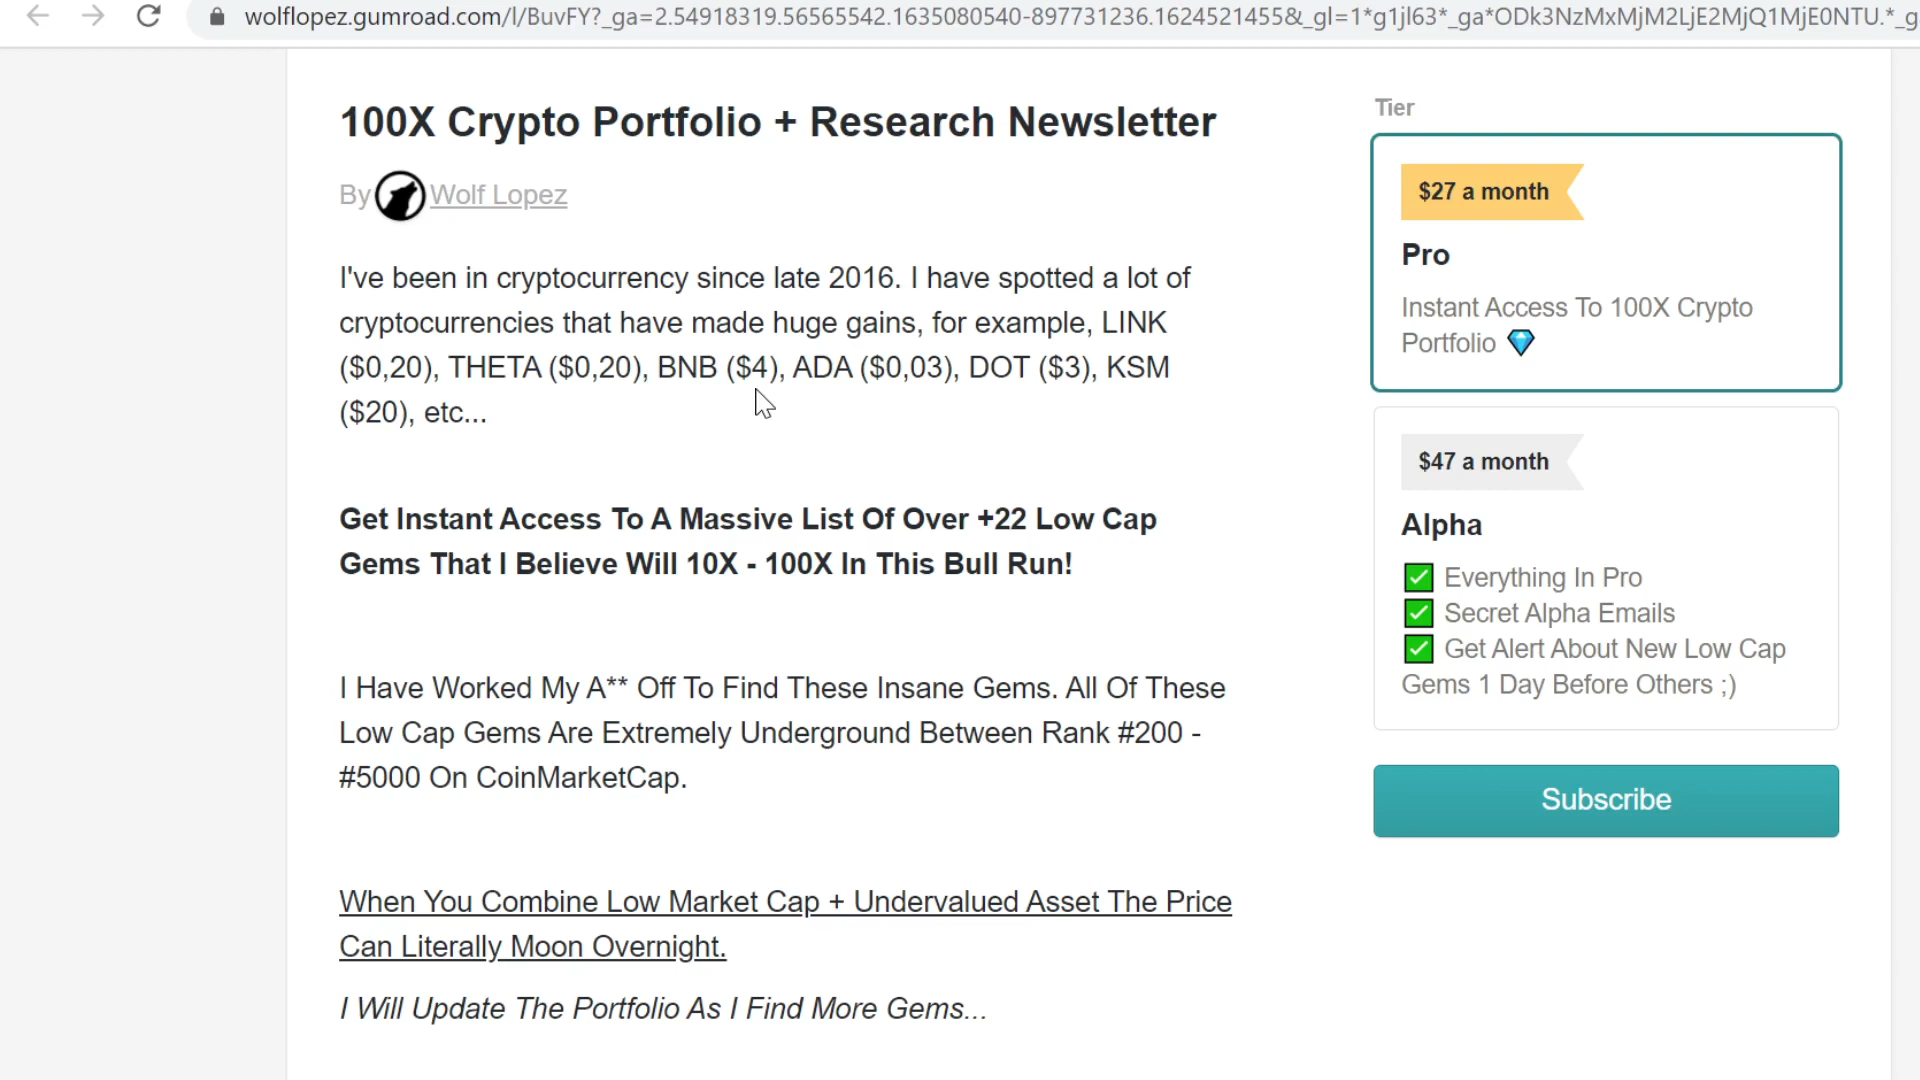 wolflopez.gumroad.com/l/BuvFY?_ga=2.54918319.56565542.1635080540-897731236.1624521455&_gl=1*g1jl63*_ga*ODk3NzMxMjM2LjE2MjQ1MjE0NTU.*_g
100X Crypto Portfolio + Research Newsletter
By Wolf Lopez
I've been in cryptocurrency since late 2016. I have spotted a lot of
cryptocurrencies that have made huge gains, for example, LINK
($0,20), THETA ($0,20), BNB ($4), ADA ($0,03), DOT ($3), KSM
($20), etc...
Get Instant Access To A Massive List Of Over +22 Low Cap
Gems That I Believe Will 10X - 100X In This Bull Run!
I Have Worked My A** Off To Find These Insane Gems. All Of These
Low Cap Gems Are Extremely Underground Between Rank #200 -
#5000 On CoinMarketCap.
When You Combine Low Market Cap + Undervalued Asset The Price
Can Literally Moon Overnight.
I Will Update The Portfolio As I Find More Gems...
Tier
$27 a month
Pro
Instant Access To 100X Crypto
Portfolio 💎
$47 a month
Alpha
✅ Everything In Pro
✅ Secret Alpha Emails
✅ Get Alert About New Low Cap
Gems 1 Day Before Others ;)
Subscribe